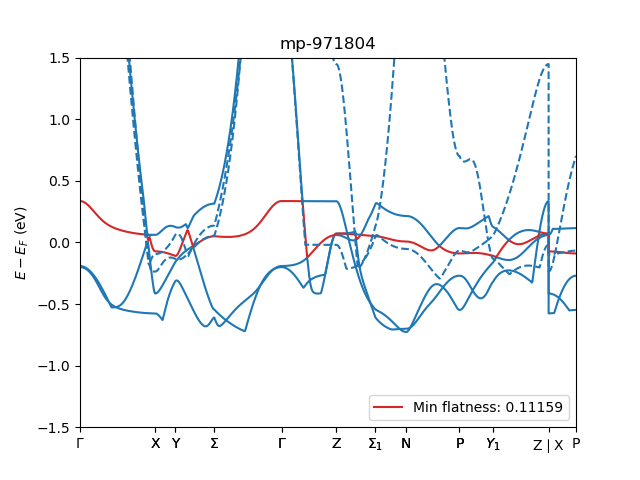 mp-971804
E − E_F (eV)
1.5
1.0
0.5
0.0
−0.5
−1.0
−1.5
Min flatness: 0.11159
Γ X Y Σ Γ Z Σ₁ N P Y₁ Z | X P